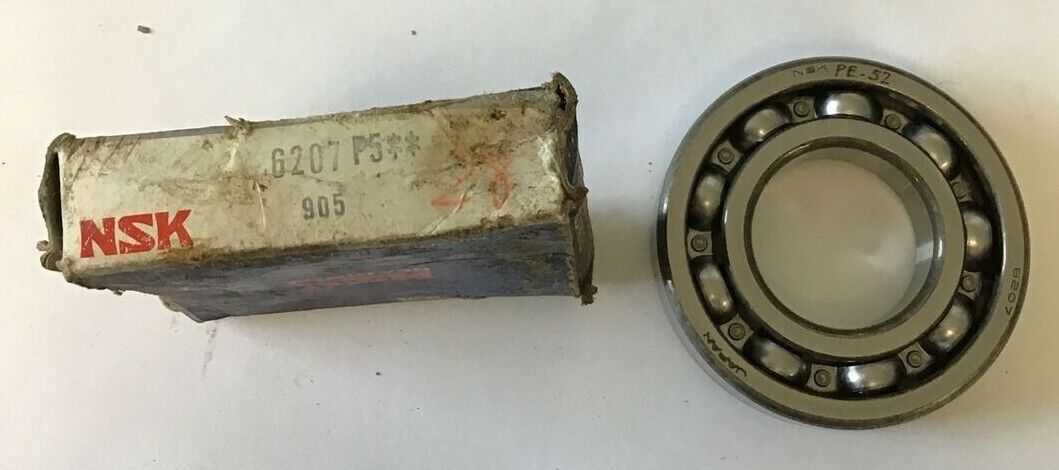 6207 P5**
905
NSK
NSK PE-52
6207
JAPAN